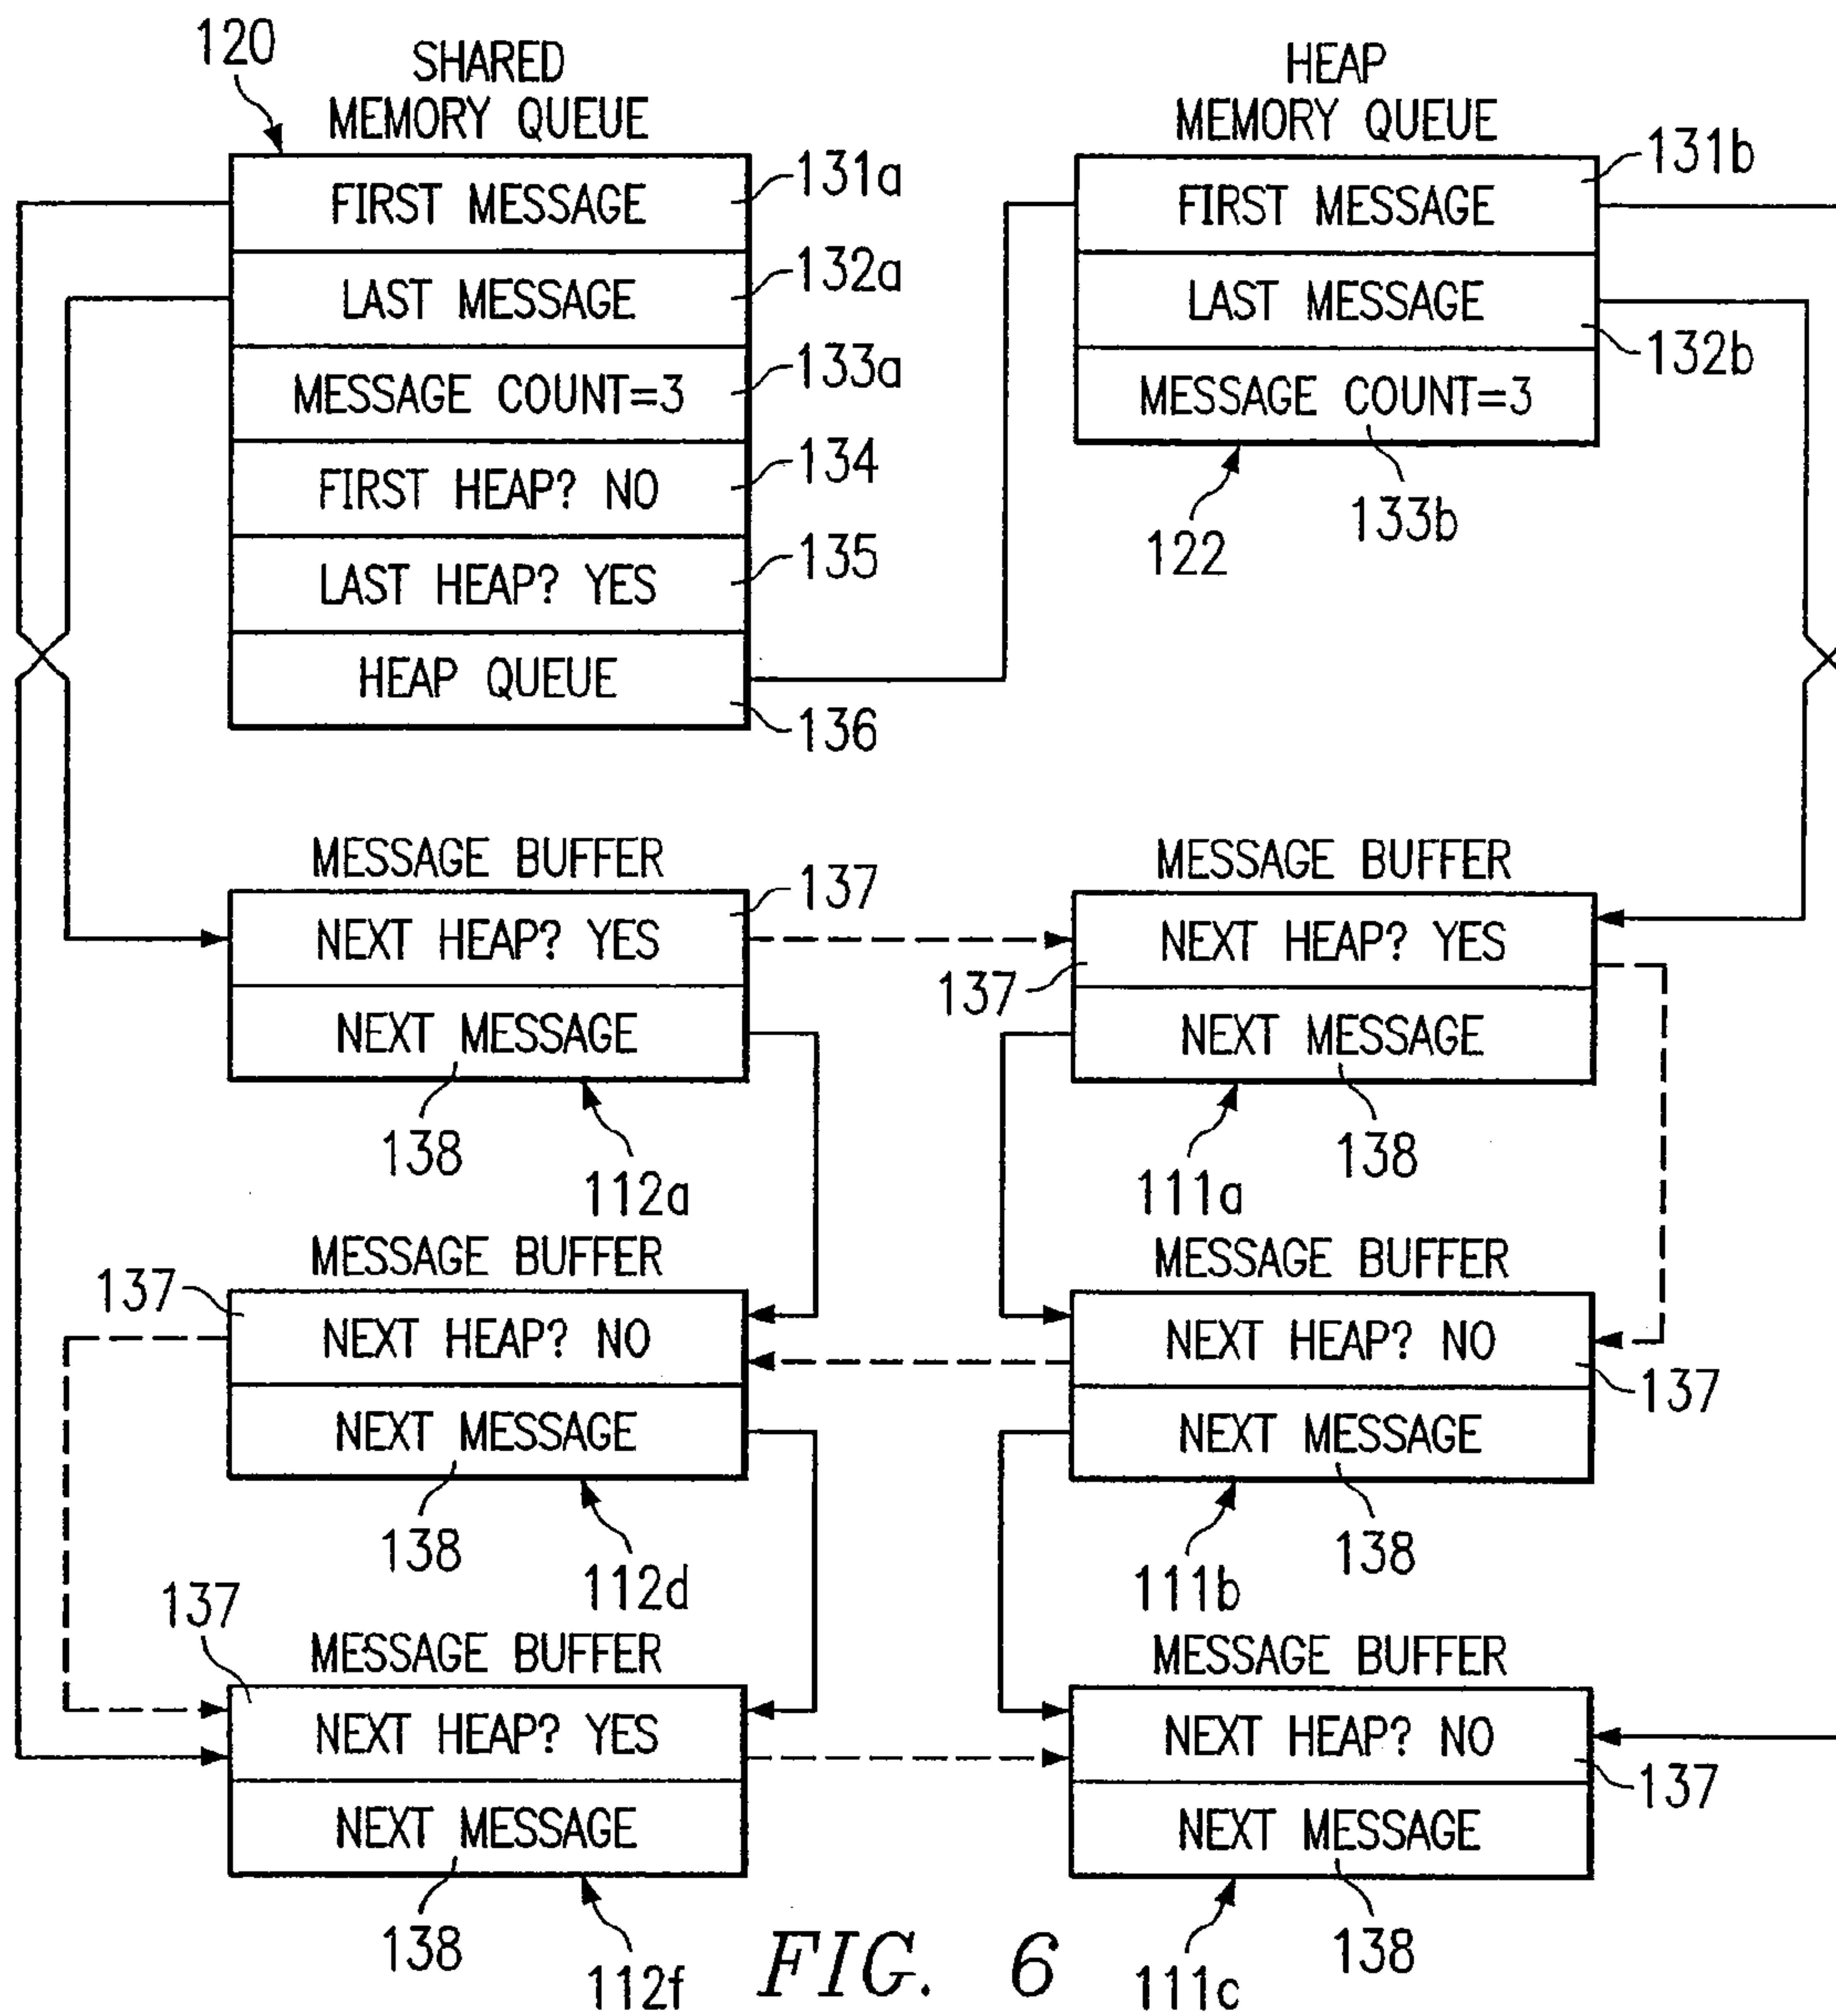 120
SHARED
MEMORY QUEUE
FIRST MESSAGE
131a
LAST MESSAGE
132a
MESSAGE COUNT=3
133a
FIRST HEAP? NO
134
LAST HEAP? YES
135
HEAP QUEUE
136
HEAP
MEMORY QUEUE
FIRST MESSAGE
131b
LAST MESSAGE
132b
MESSAGE COUNT=3
133b
122
MESSAGE BUFFER
137
NEXT HEAP? YES
NEXT MESSAGE
138
112a
MESSAGE BUFFER
NEXT HEAP? YES
137
NEXT MESSAGE
138
111a
MESSAGE BUFFER
137
NEXT HEAP? NO
NEXT MESSAGE
138
112d
MESSAGE BUFFER
NEXT HEAP? NO
137
NEXT MESSAGE
138
111b
137
MESSAGE BUFFER
NEXT HEAP? YES
NEXT MESSAGE
138
112f
MESSAGE BUFFER
NEXT HEAP? NO
137
NEXT MESSAGE
138
111c
FIG. 6